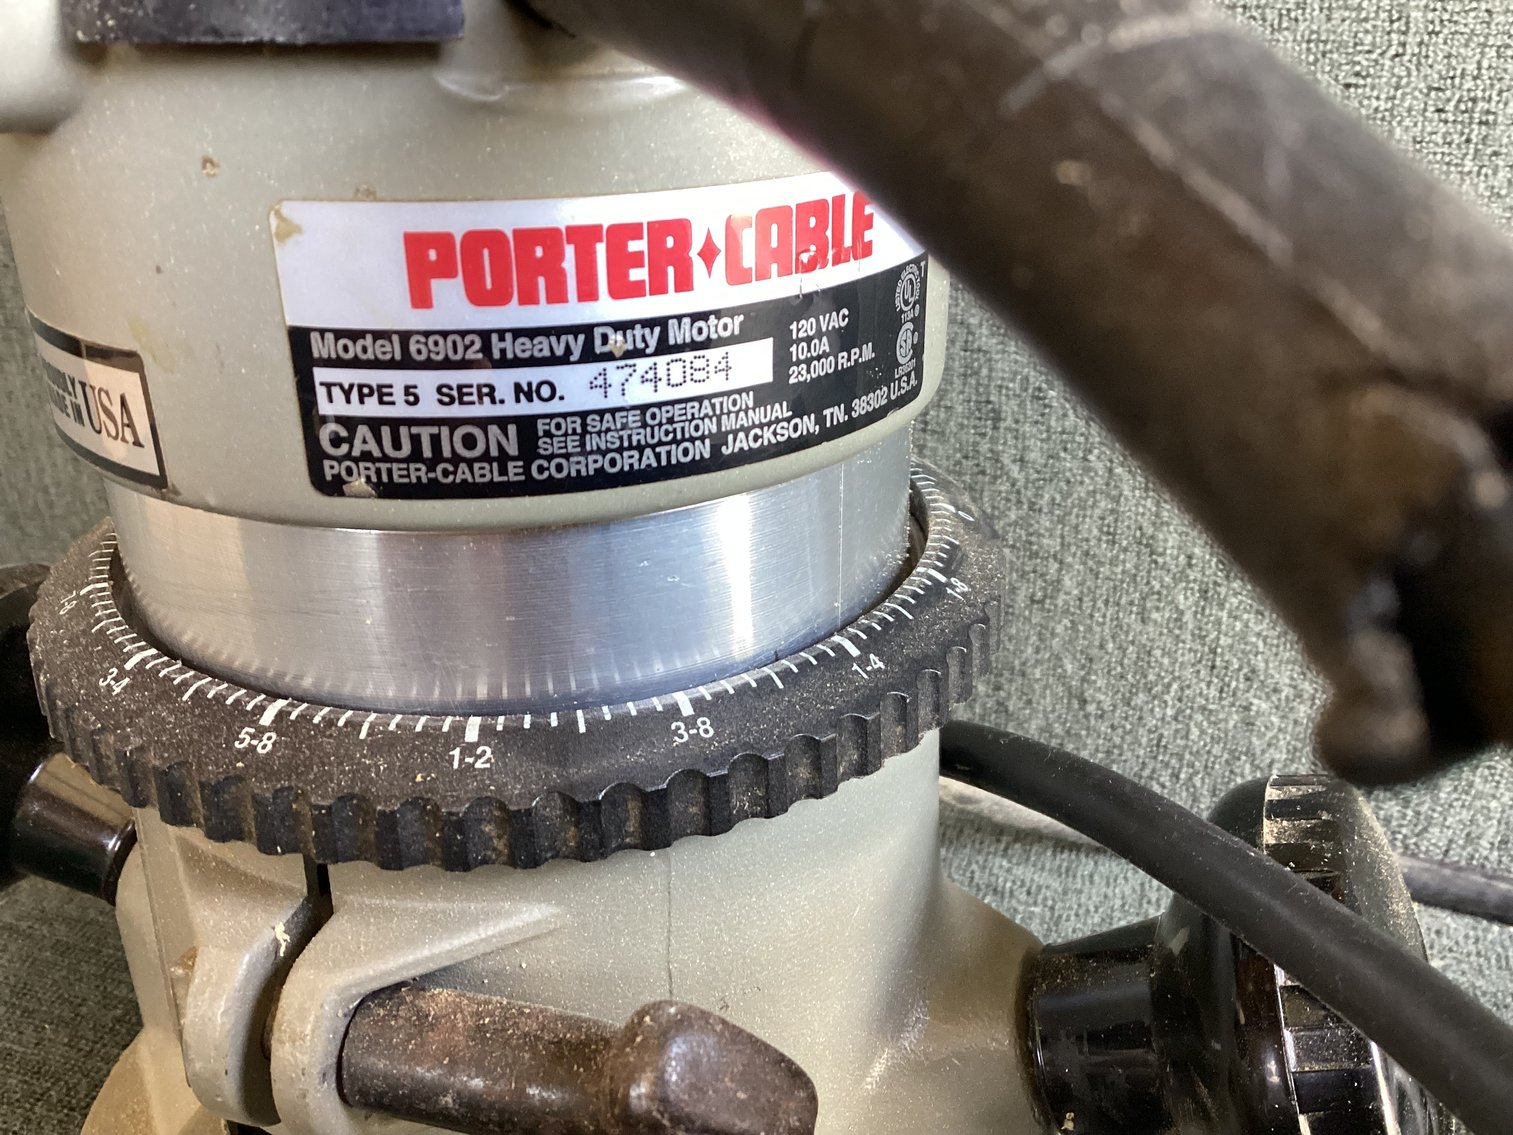 PORTER CABLE
Model 6902 Heavy Duty Motor
TYPE 5 SER. NO. 474084
120 VAC
10.0A
23,000 R.P.M.
CAUTION
FOR SAFE OPERATION
SEE INSTRUCTION MANUAL
PORTER-CABLE CORPORATION JACKSON, TN. 38302 U.S.A.
IN USA
UL
3-4
5-8
1-2
3-8
1-4
1-8